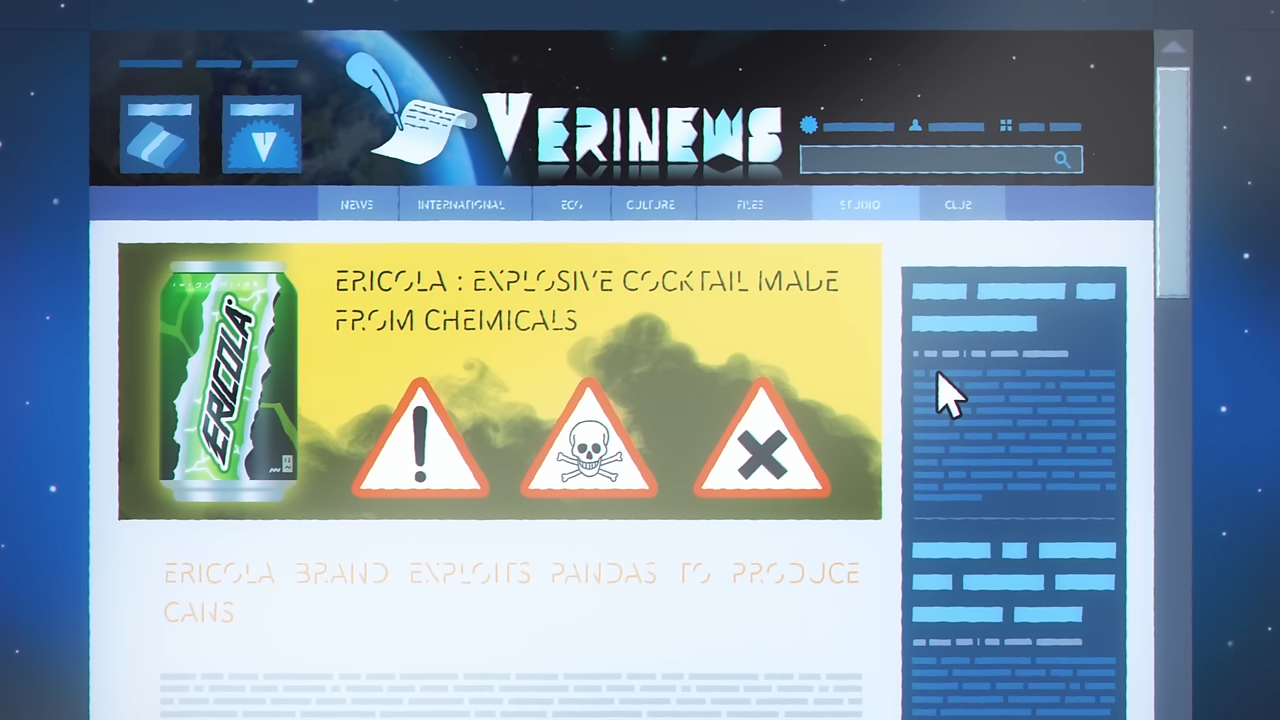 VERINEWS
NEWS INTERNATIONAL ECO CULTURE FILES STUDIO CLUB
ERICOLA : EXPLOSIVE COCKTAIL MADE
FROM CHEMICALS
ERICOLA
ERICOLA BRAND EXPLOITS PANDAS TO PRODUCE
CANS